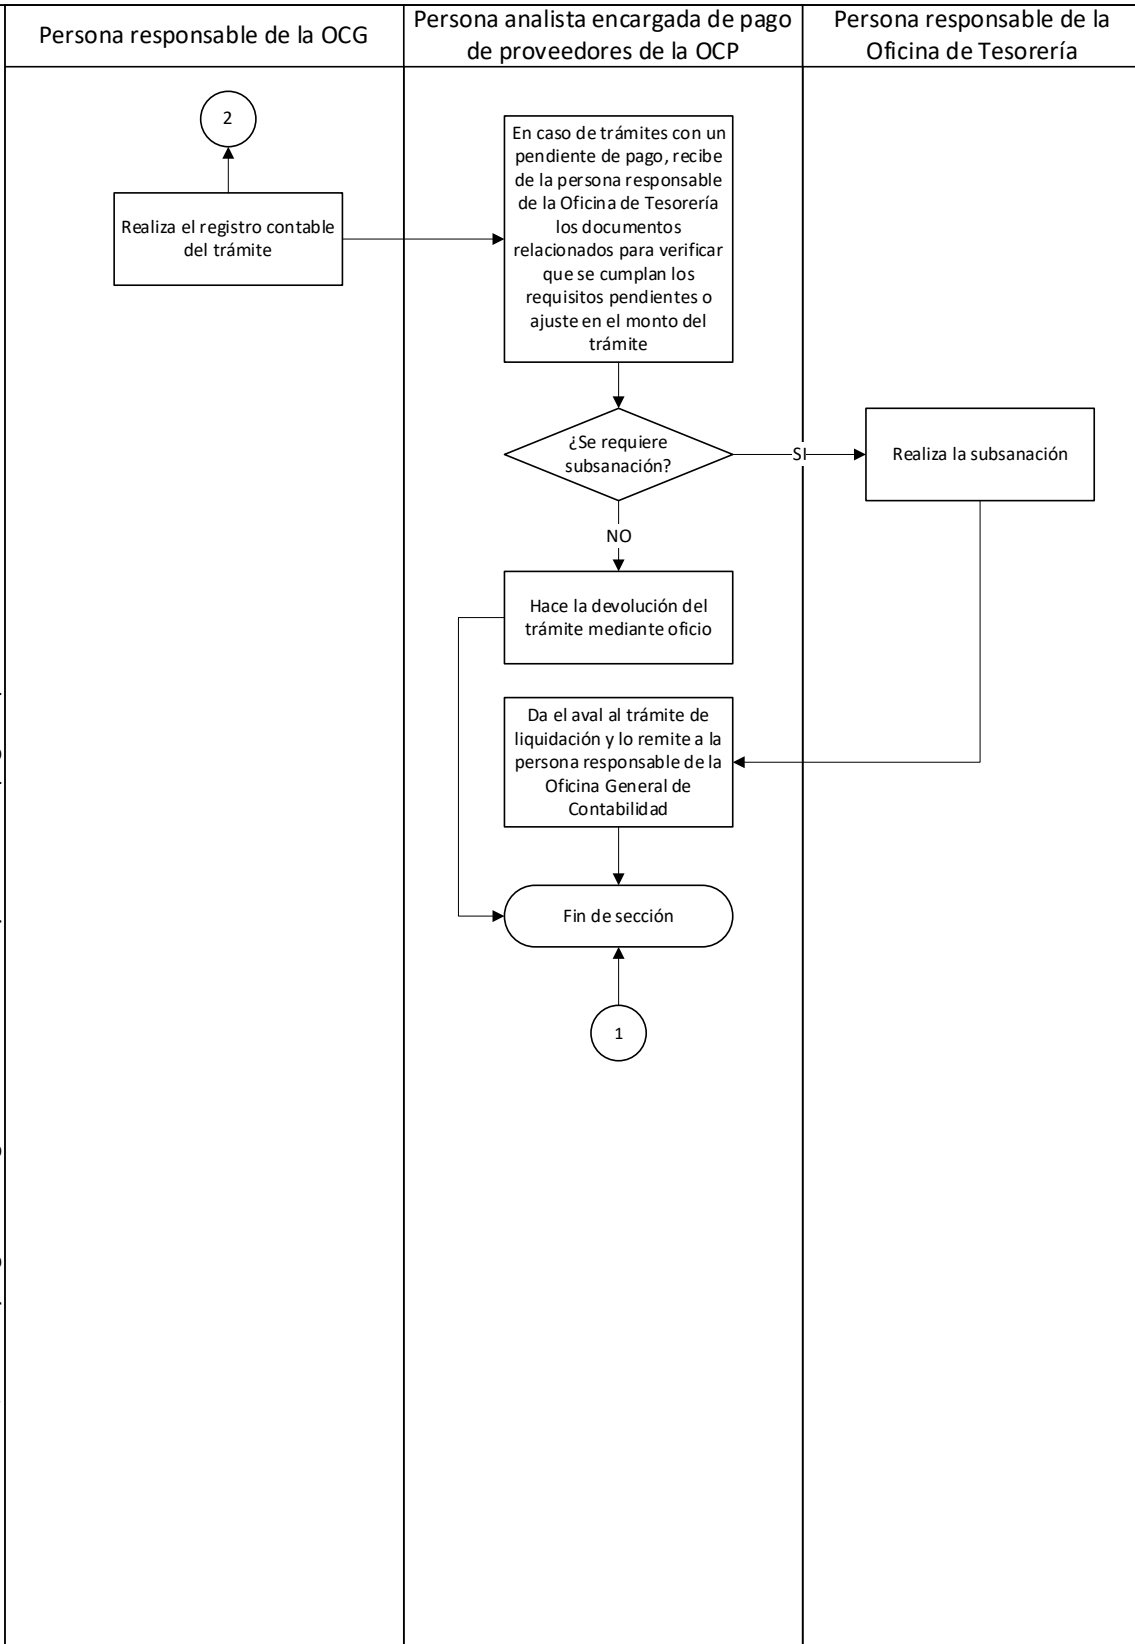 Persona responsable de la OCG
Persona analista encargada de pago
de proveedores de la OCP
Persona responsable de la
Oficina de Tesorería
2
Realiza el registro contable
del trámite
En caso de trámites con un
pendiente de pago, recibe
de la persona responsable
de la Oficina de Tesorería
los documentos
relacionados para verificar
que se cumplan los
requisitos pendientes o
ajuste en el monto del
trámite
¿Se requiere
subsanación?
SI
Realiza la subsanación
NO
Hace la devolución del
trámite mediante oficio
Da el aval al trámite de
liquidación y lo remite a la
persona responsable de la
Oficina General de
Contabilidad
Fin de sección
1